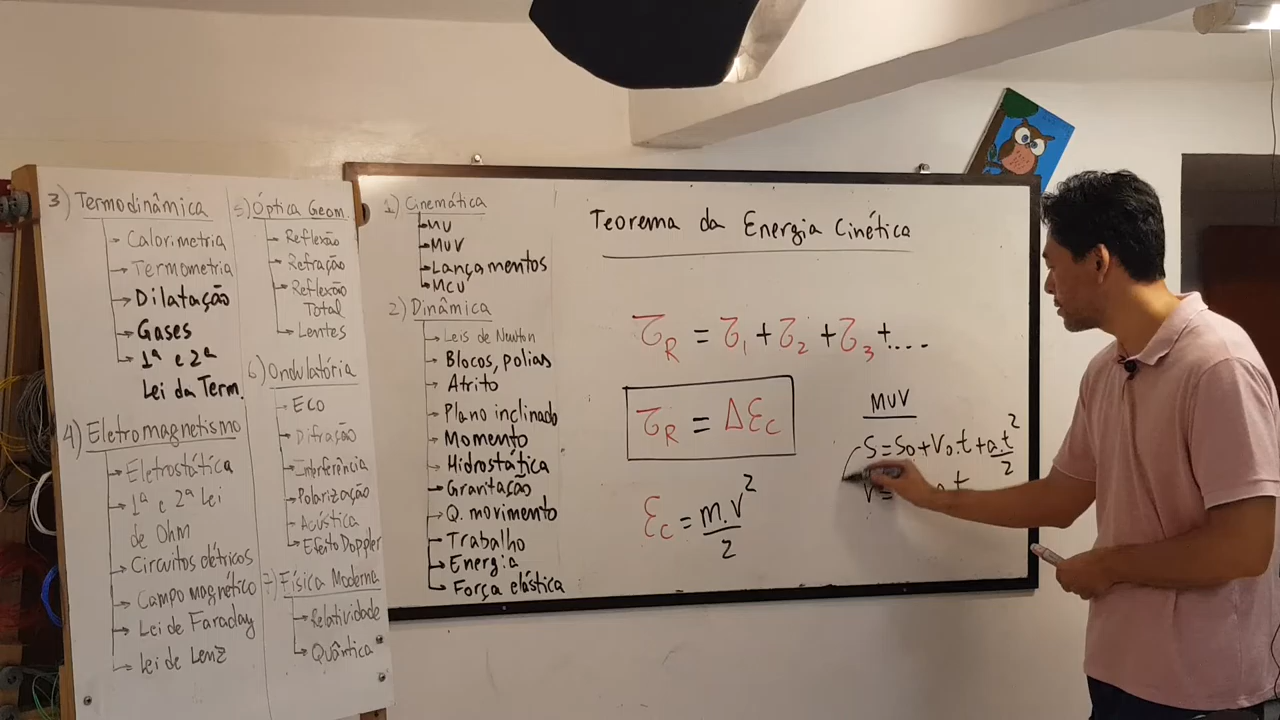 3) Termodinâmica
Calorimetria
Termometria
Dilatação
Gases
1ª e 2ª
Lei da Term.
4) Eletromagnetismo
Eletrostática
1ª e 2ª Lei
de Ohm
Circuitos elétricos
Campo magnético
Lei de Faraday
Lei de Lenz
5) Óptica Geom.
Reflexão
Refração
Reflexão
Total
Lentes
6) Ondulatória
Eco
Difração
Interferência
Polarização
Acústica
Efeito Doppler
7) Física Moderna
Relatividade
Quântica
1) Cinemática
MU
MUV
Lançamentos
MCU
2) Dinâmica
Leis de Newton
Blocos, polias
Atrito
Plano inclinado
Momento
Hidrostática
Gravitação
Q. movimento
Trabalho
Energia
Força elástica
Teorema da Energia Cinética
τR = τ1 + τ2 + τ3 + ....
τR = ΔƐc
Ɛc = m.v²/2
MUV
S=So+Vo.t+a.t²/2
V= t